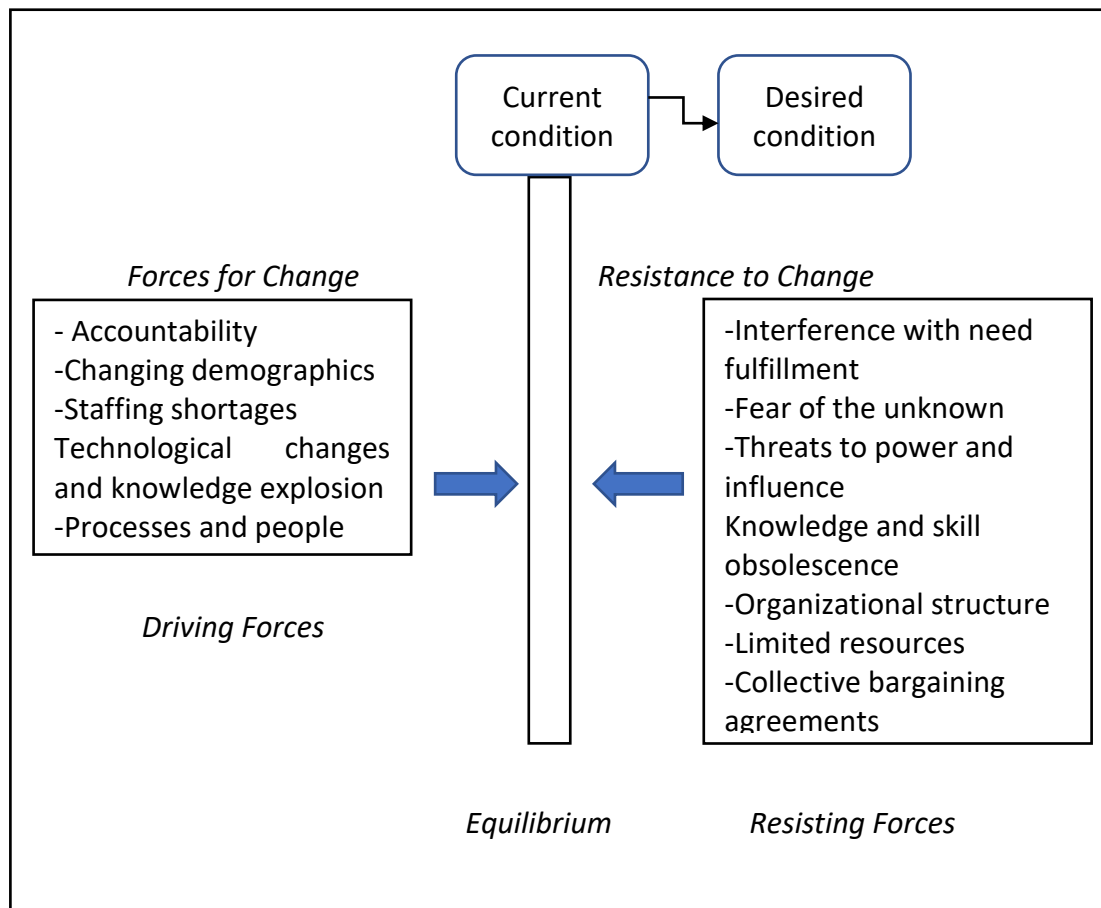 Current
condition
Desired
condition
Forces for Change
- Accountability
-Changing demographics
-Staffing shortages
Technological changes
and knowledge explosion
-Processes and people
Driving Forces
Resistance to Change
-Interference with need
fulfillment
-Fear of the unknown
-Threats to power and
influence
Knowledge and skill
obsolescence
-Organizational structure
-Limited resources
-Collective bargaining
agreements
Equilibrium
Resisting Forces